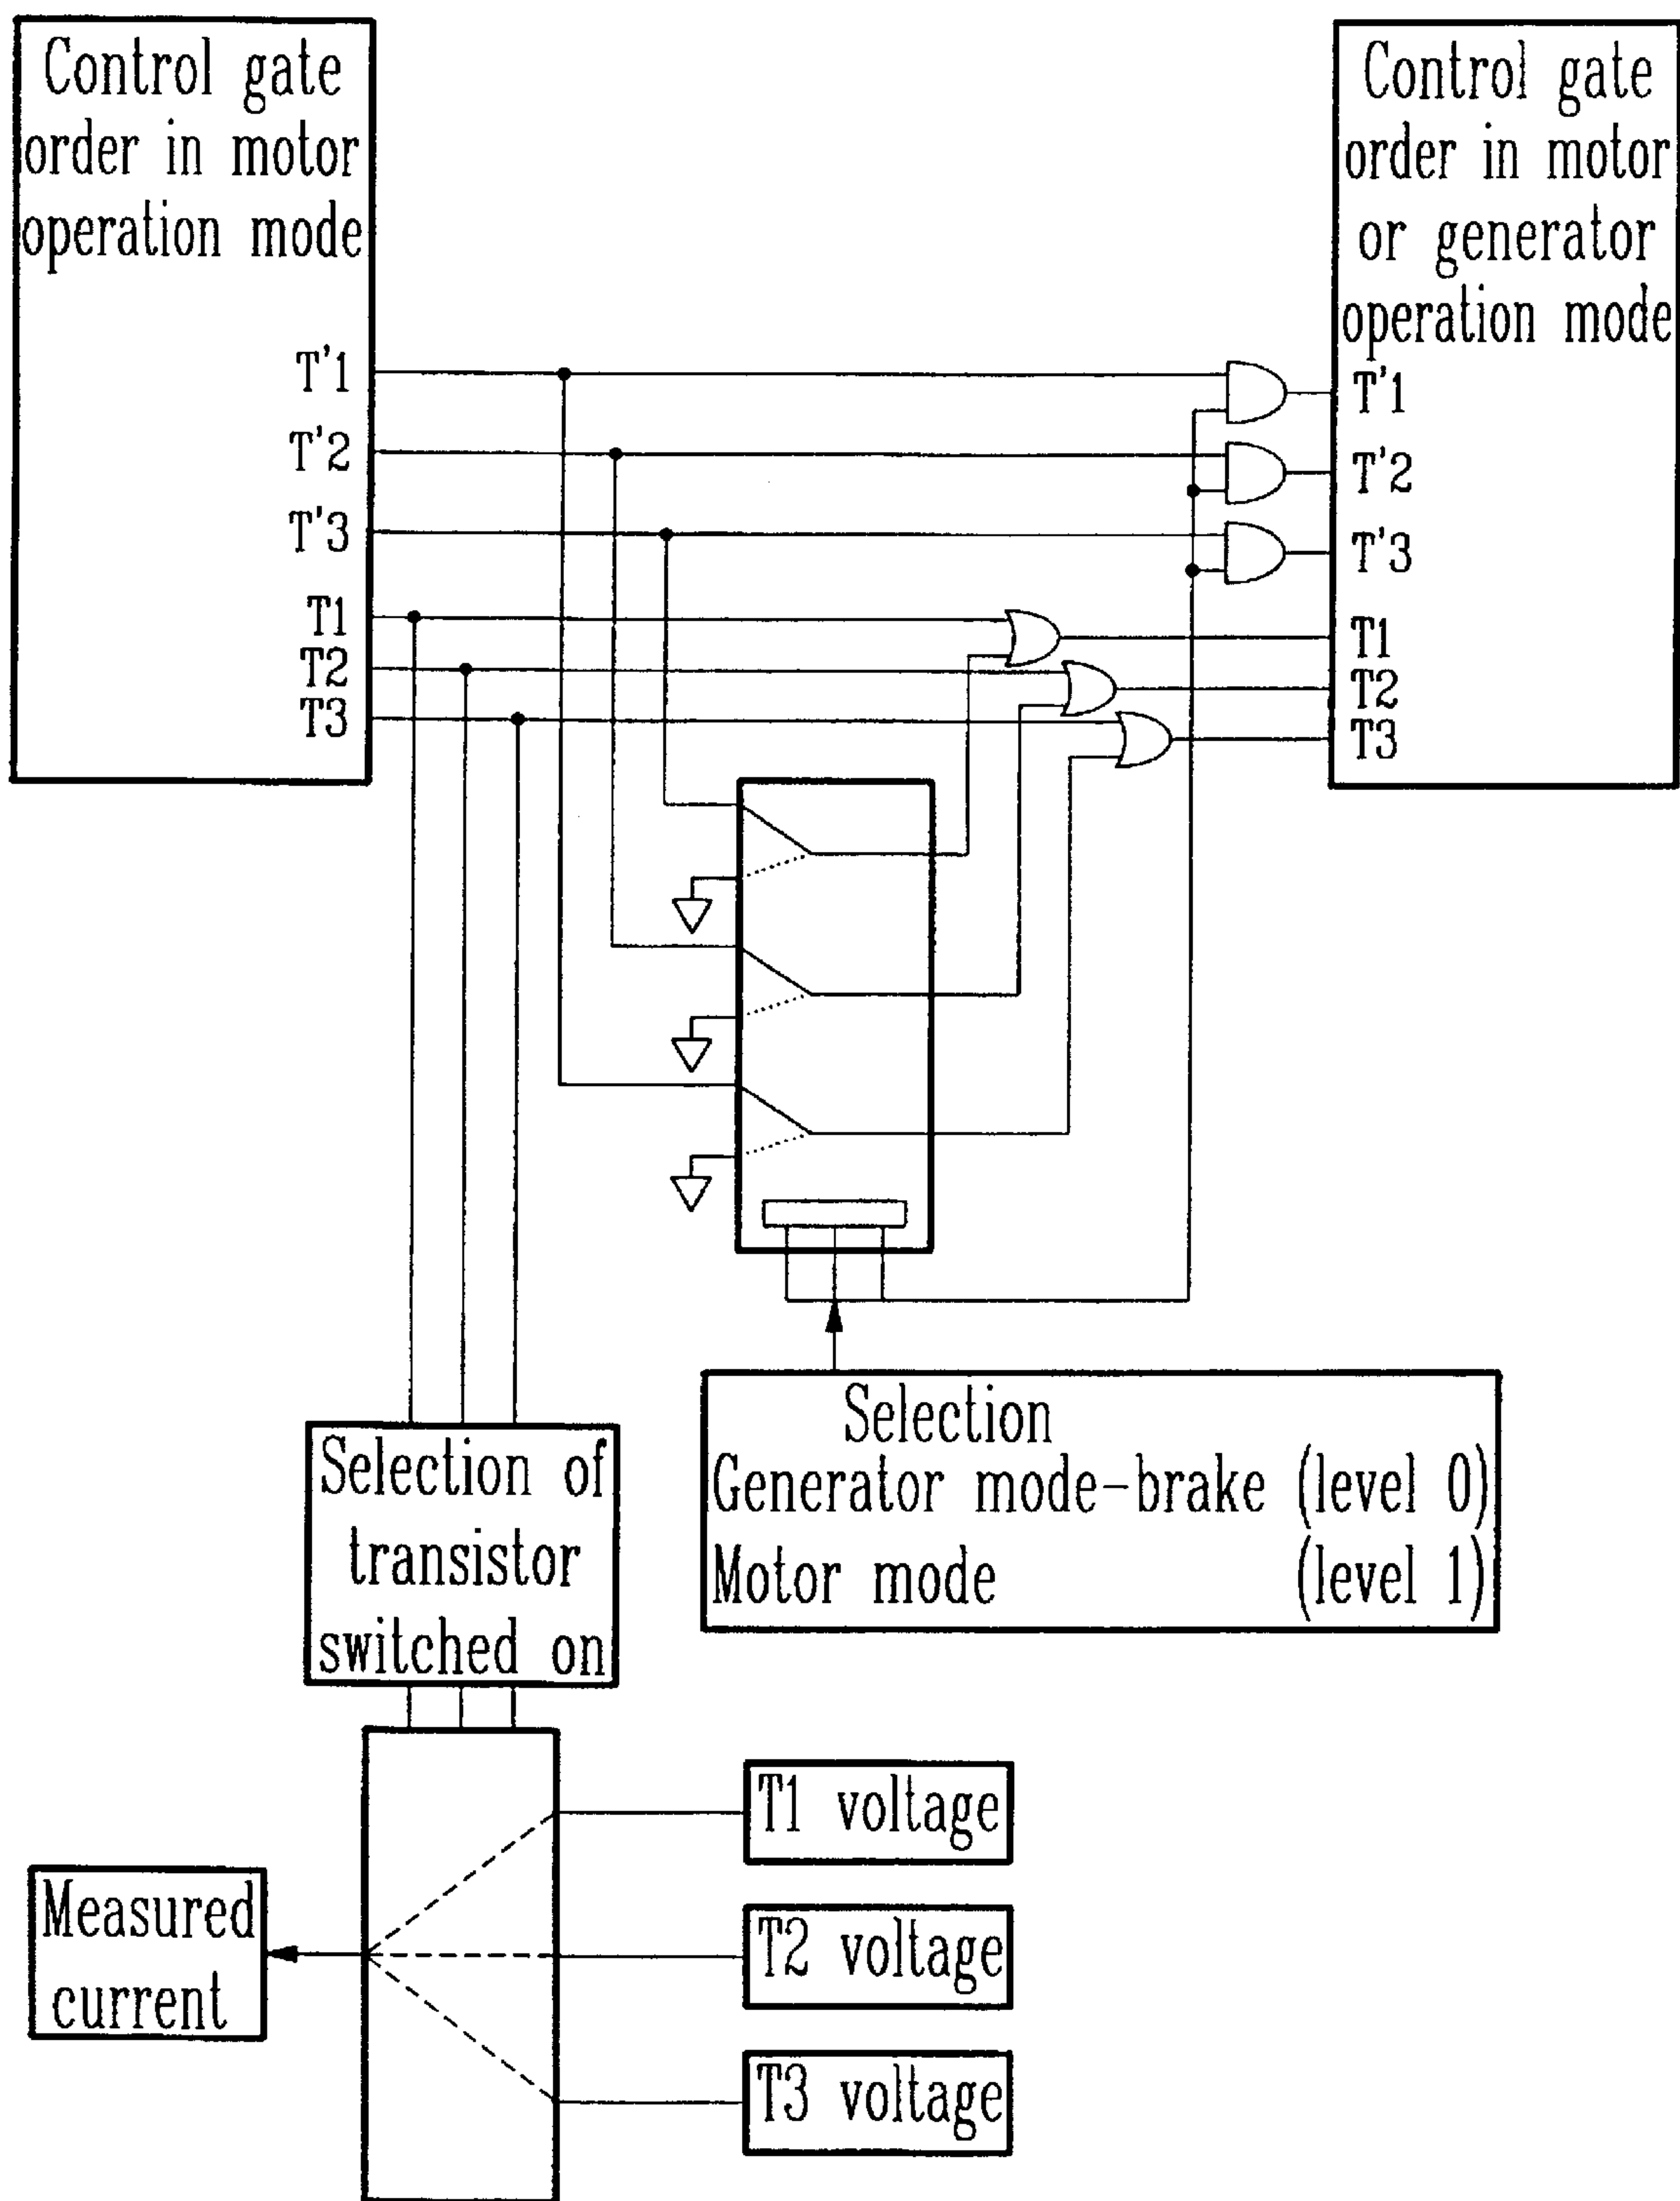 Control gate
order in motor
operation mode
T'1
T'2
T'3
T1
T2
T3
Control gate
order in motor
or generator
operation mode
T'1
T'2
T'3
T1
T2
T3
Selection
Generator mode-brake (level 0)
Motor mode (level 1)
Selection of
transistor
switched on
T1 voltage
T2 voltage
T3 voltage
Measured
current